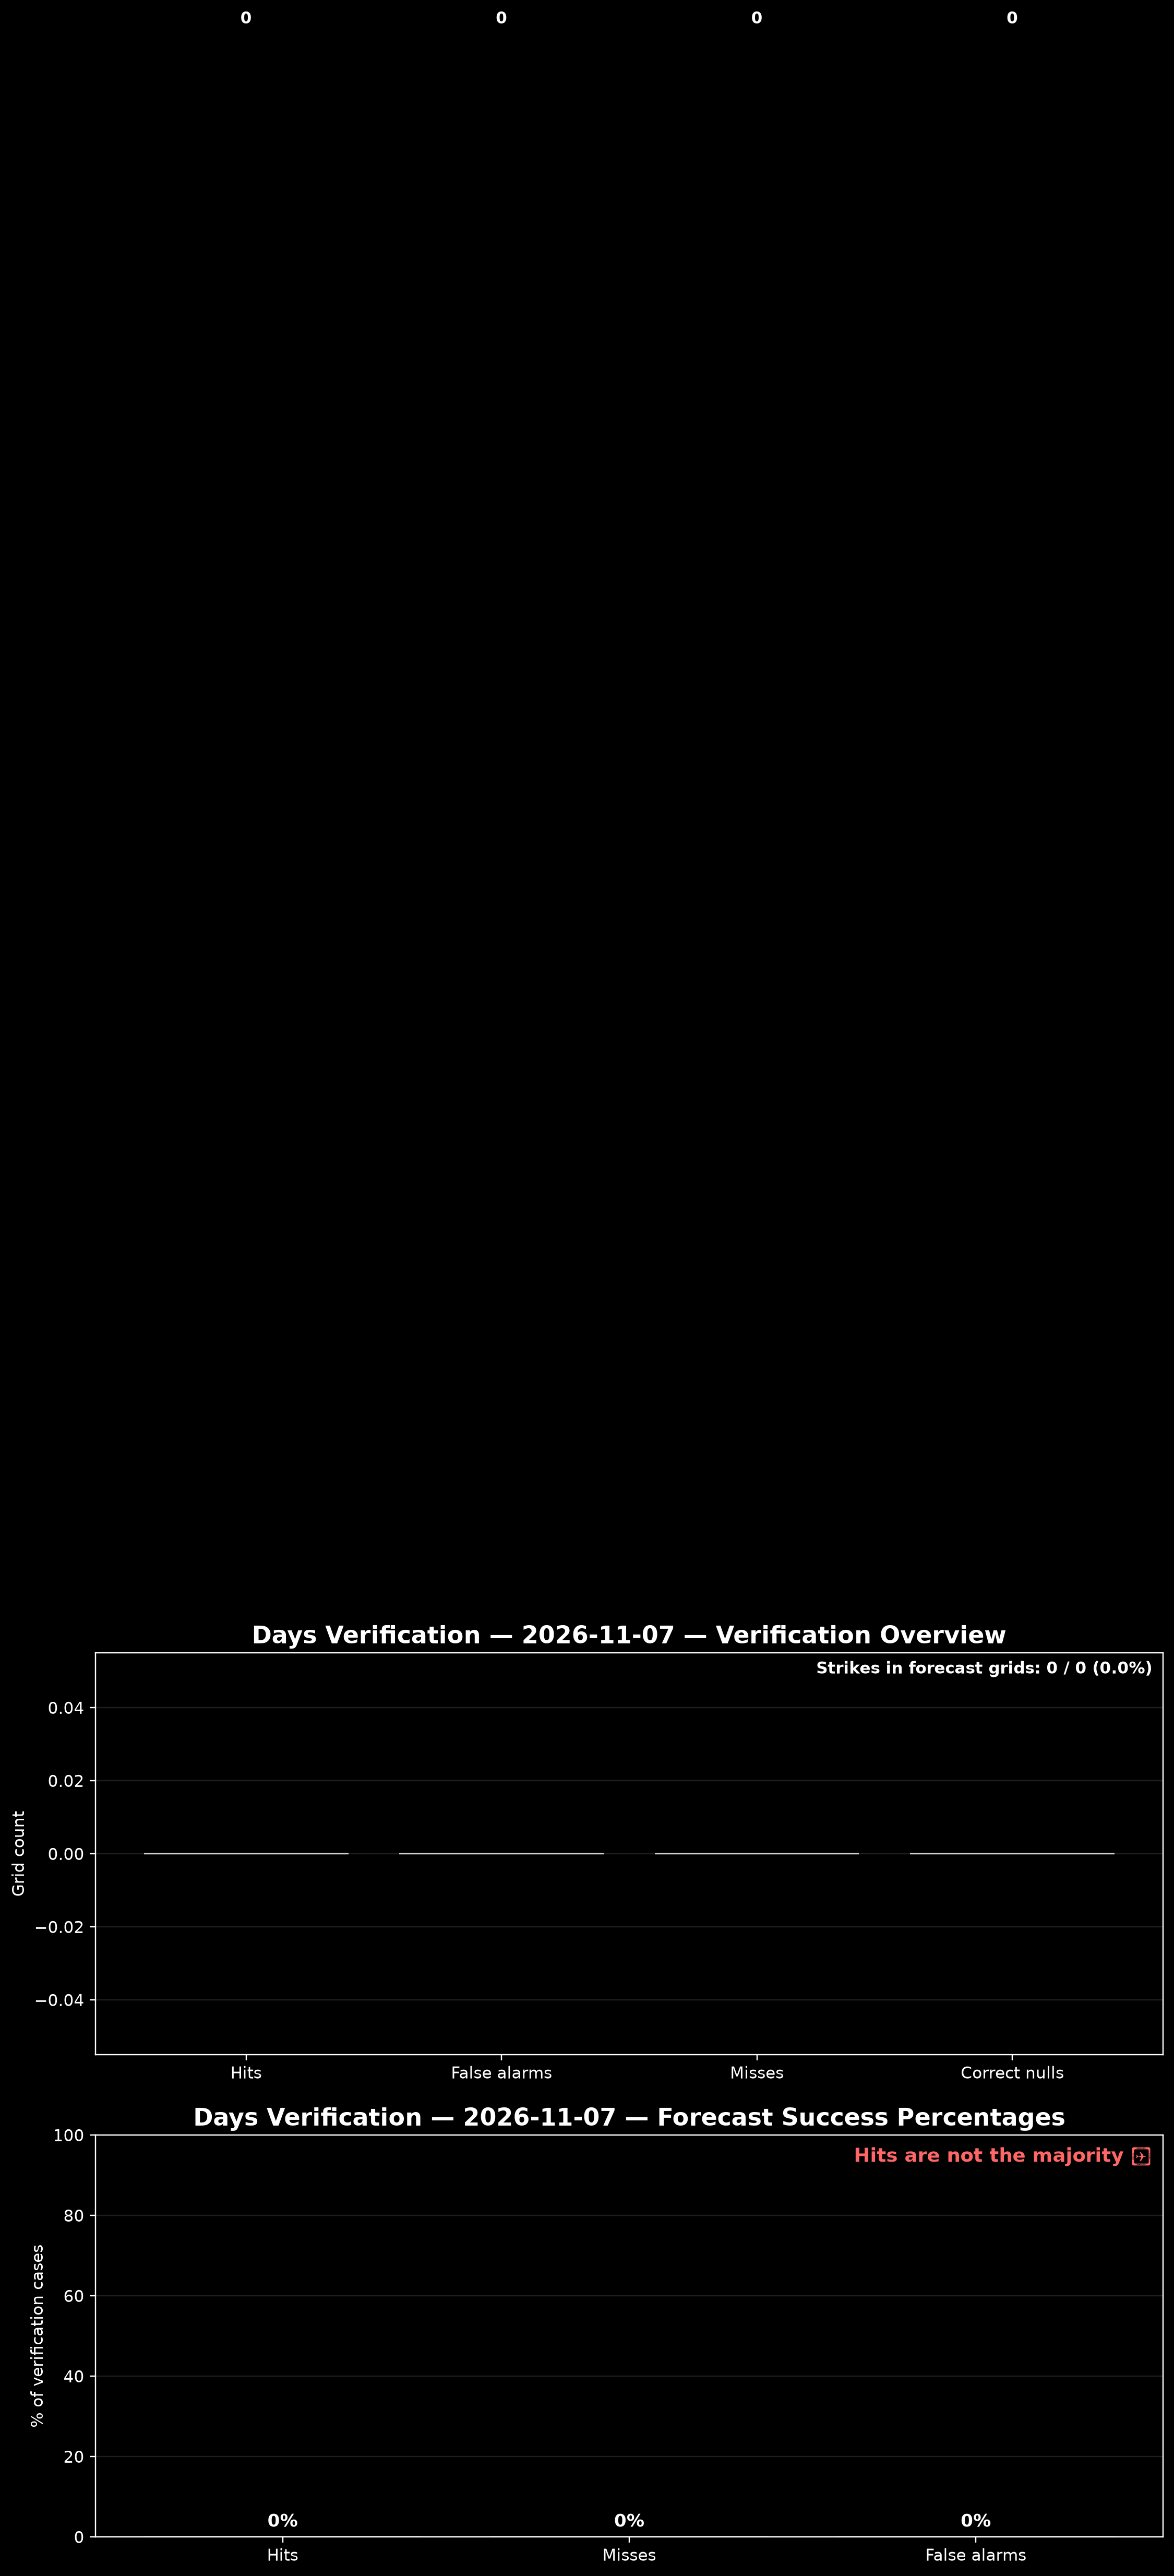 0 0 0 0
Days Verification — 2026-11-07 — Verification Overview
Strikes in forecast grids: 0 / 0 (0.0%)
0.04
0.02
0.00
−0.02
−0.04
Grid count
Hits False alarms Misses Correct nulls
Days Verification — 2026-11-07 — Forecast Success Percentages
Hits are not the majority
100
80
60
40
20
0
% of verification cases
0% 0% 0%
Hits Misses False alarms